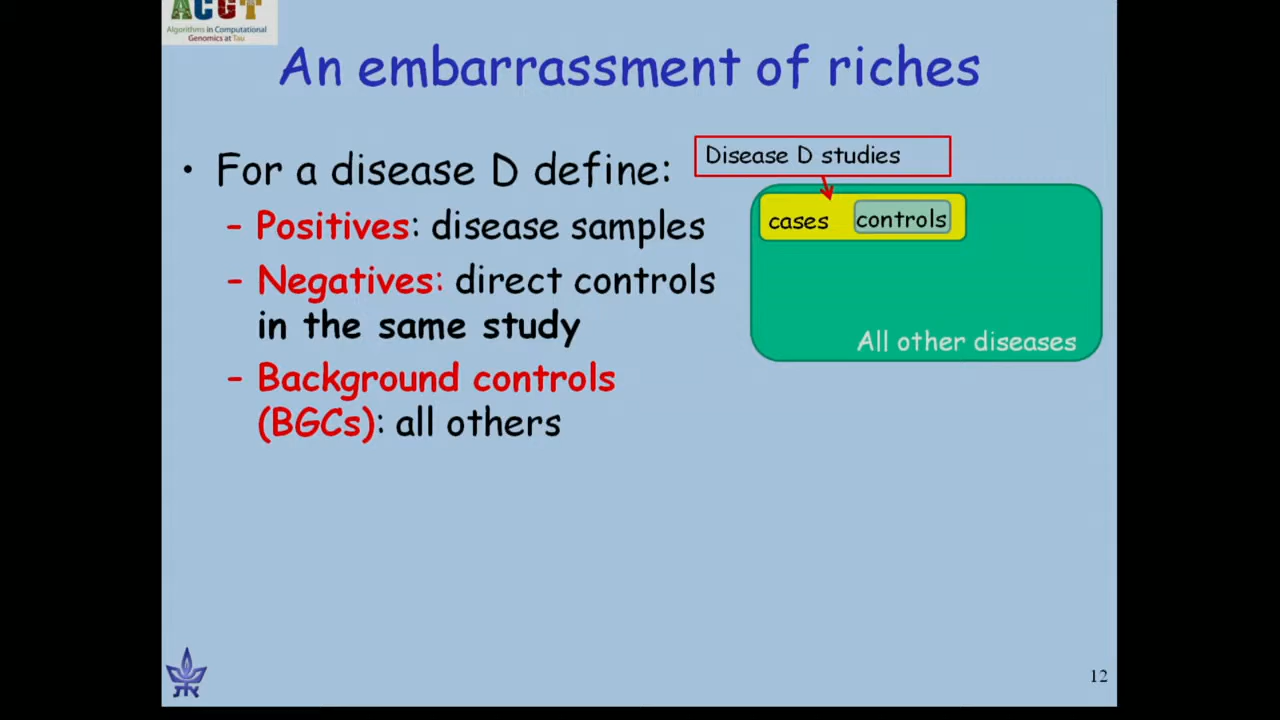 ACGT
Algorithms in Computational
Genomics at Tau
An embarrassment of riches
• For a disease D define:
– Positives: disease samples
– Negatives: direct controls
in the same study
– Background controls
(BGCs): all others
Disease D studies
cases controls
All other diseases
12